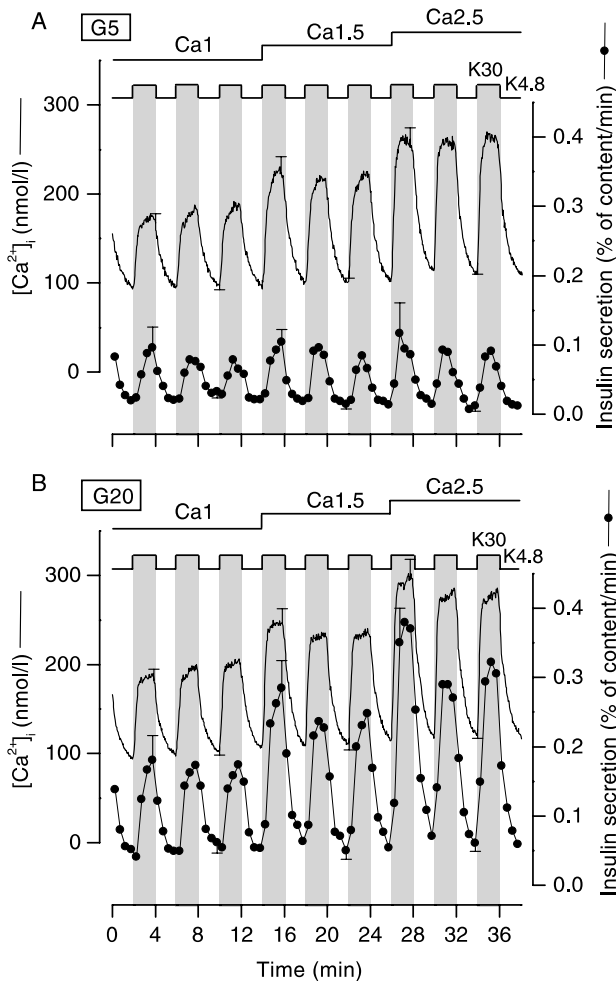 A
G5
Ca1
Ca1.5
Ca2.5
K30
K4.8
300
200
100
0
[Ca²⁺]ᵢ (nmol/l)
0.4
0.3
0.2
0.1
0.0
Insulin secretion (% of content/min)
B
G20
Ca1
Ca1.5
Ca2.5
K30
K4.8
300
200
100
0
[Ca²⁺]ᵢ (nmol/l)
0.4
0.3
0.2
0.1
0.0
Insulin secretion (% of content/min)
0 4 8 12 16 20 24 28 32 36
Time (min)